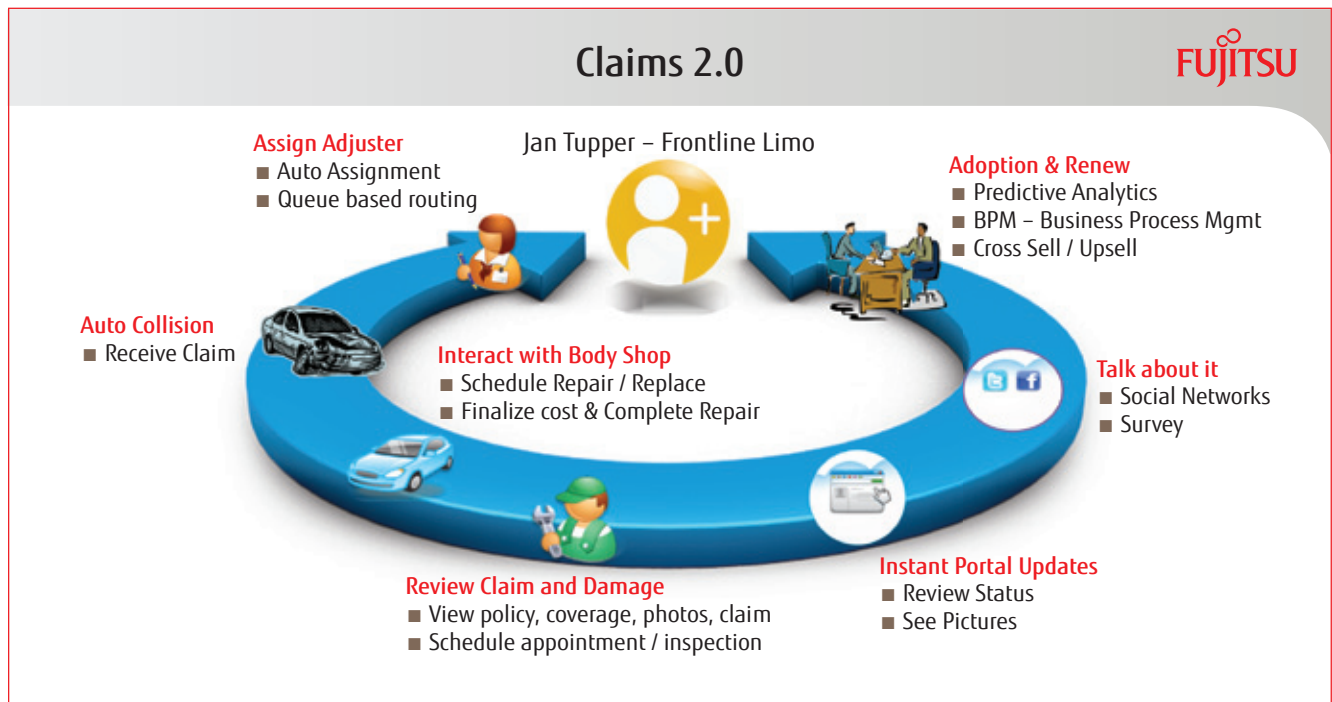 Claims 2.0
FUJITSU
Jan Tupper – Frontline Limo
Assign Adjuster
■ Auto Assignment
■ Queue based routing
Adoption & Renew
■ Predictive Analytics
■ BPM – Business Process Mgmt
■ Cross Sell / Upsell
Auto Collision
■ Receive Claim
Interact with Body Shop
■ Schedule Repair / Replace
■ Finalize cost & Complete Repair
Talk about it
■ Social Networks
■ Survey
Review Claim and Damage
■ View policy, coverage, photos, claim
■ Schedule appointment / inspection
Instant Portal Updates
■ Review Status
■ See Pictures